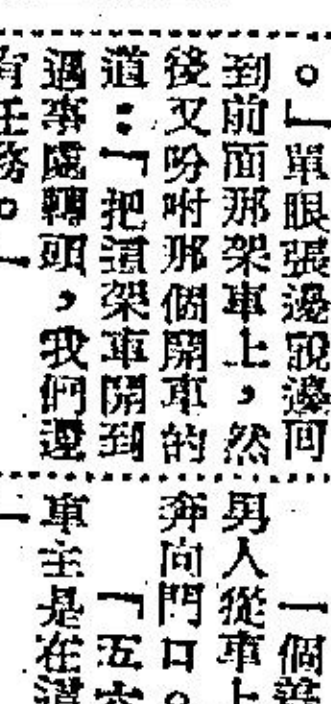 。」單眼張邊說邊回
到前面那架車上,然
後又吩咐那個開車的
道:「把這架車開到
遇事處轉頭,我們還
有任務。」
一個
男人從車上
奔向門口。
「五六
車主是在這
」